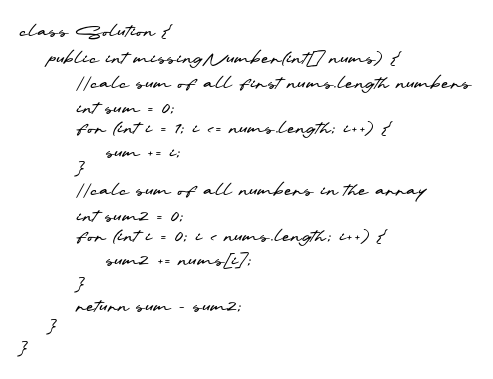 class Solution {
public int missingNumber(int[] nums) {
//calc sum of all first nums.length numbers
int sum = 0;
for (int i = 1; i <= nums.length; i++) {
sum += i;
}
//calc sum of all numbers in the array
int sum2 = 0;
for (int i = 0; i < nums.length; i++) {
sum2 += nums[i];
}
return sum - sum2;
}
}